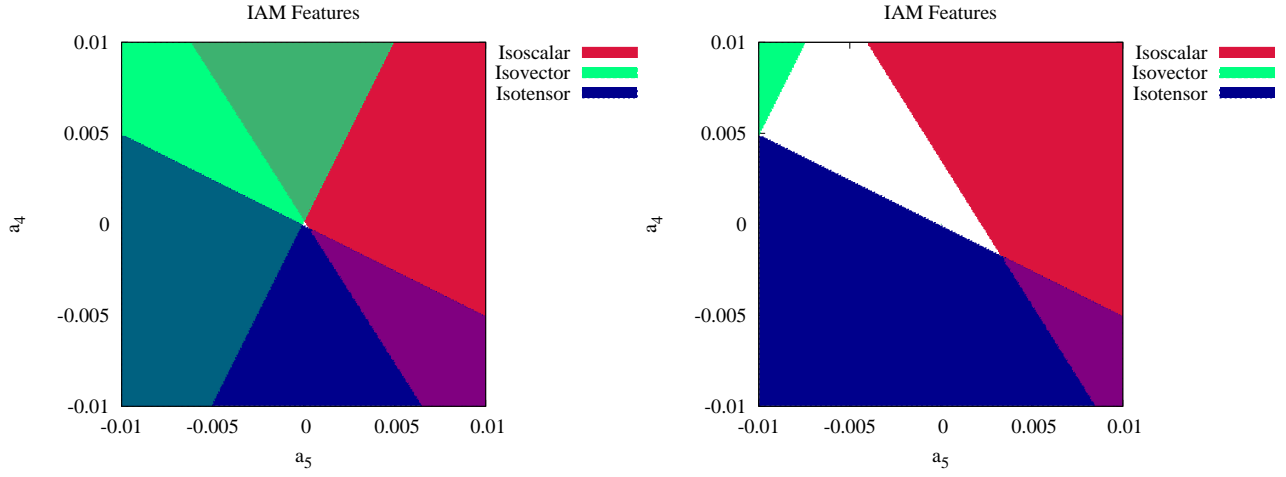 IAM Features
Isoscalar
Isovector
Isotensor
0.01
0.005
0
-0.005
-0.01
a4
-0.01 -0.005 0 0.005 0.01
a5
IAM Features
Isoscalar
Isovector
Isotensor
0.01
0.005
0
-0.005
-0.01
a4
-0.01 -0.005 0 0.005 0.01
a5